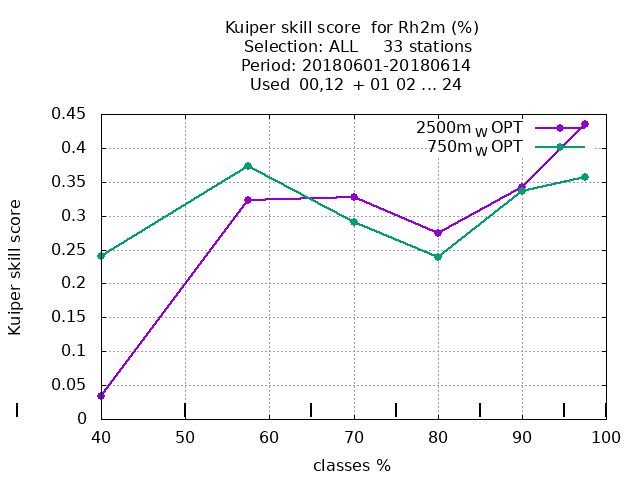 Kuiper skill score  for Rh2m (%)
Selection: ALL     33 stations
Period: 20180601-20180614
Used  00,12  + 01 02 ... 24
2500m W OPT
750m W OPT
0.45
0.4
0.35
0.3
0.25
0.2
0.15
0.1
0.05
0
Kuiper skill score
40 50 60 70 80 90 100
classes %